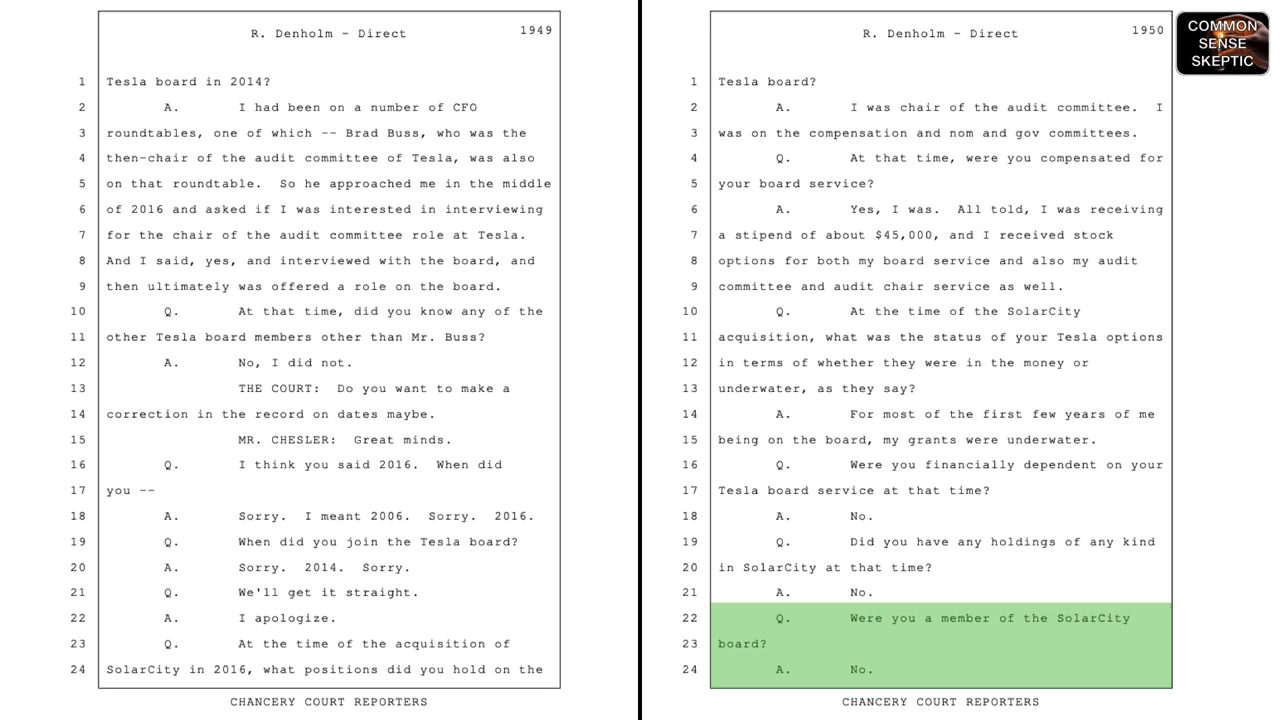 R. Denholm - Direct 1949
1 Tesla board in 2014?
2 A. I had been on a number of CFO
3 roundtables, one of which -- Brad Buss, who was the
4 then-chair of the audit committee of Tesla, was also
5 on that roundtable. So he approached me in the middle
6 of 2016 and asked if I was interested in interviewing
7 for the chair of the audit committee role at Tesla.
8 And I said, yes, and interviewed with the board, and
9 then ultimately was offered a role on the board.
10 Q. At that time, did you know any of the
11 other Tesla board members other than Mr. Buss?
12 A. No, I did not.
13 THE COURT: Do you want to make a
14 correction in the record on dates maybe.
15 MR. CHESLER: Great minds.
16 Q. I think you said 2016. When did
17 you --
18 A. Sorry. I meant 2006. Sorry. 2016.
19 Q. When did you join the Tesla board?
20 A. Sorry. 2014. Sorry.
21 Q. We'll get it straight.
22 A. I apologize.
23 Q. At the time of the acquisition of
24 SolarCity in 2016, what positions did you hold on the
CHANCERY COURT REPORTERS
R. Denholm - Direct 1950
1 Tesla board?
2 A. I was chair of the audit committee. I
3 was on the compensation and nom and gov committees.
4 Q. At that time, were you compensated for
5 your board service?
6 A. Yes, I was. All told, I was receiving
7 a stipend of about $45,000, and I received stock
8 options for both my board service and also my audit
9 committee and audit chair service as well.
10 Q. At the time of the SolarCity
11 acquisition, what was the status of your Tesla options
12 in terms of whether they were in the money or
13 underwater, as they say?
14 A. For most of the first few years of me
15 being on the board, my grants were underwater.
16 Q. Were you financially dependent on your
17 Tesla board service at that time?
18 A. No.
19 Q. Did you have any holdings of any kind
20 in SolarCity at that time?
21 A. No.
22 Q. Were you a member of the SolarCity
23 board?
24 A. No.
CHANCERY COURT REPORTERS
COMMON
SENSE
SKEPTIC